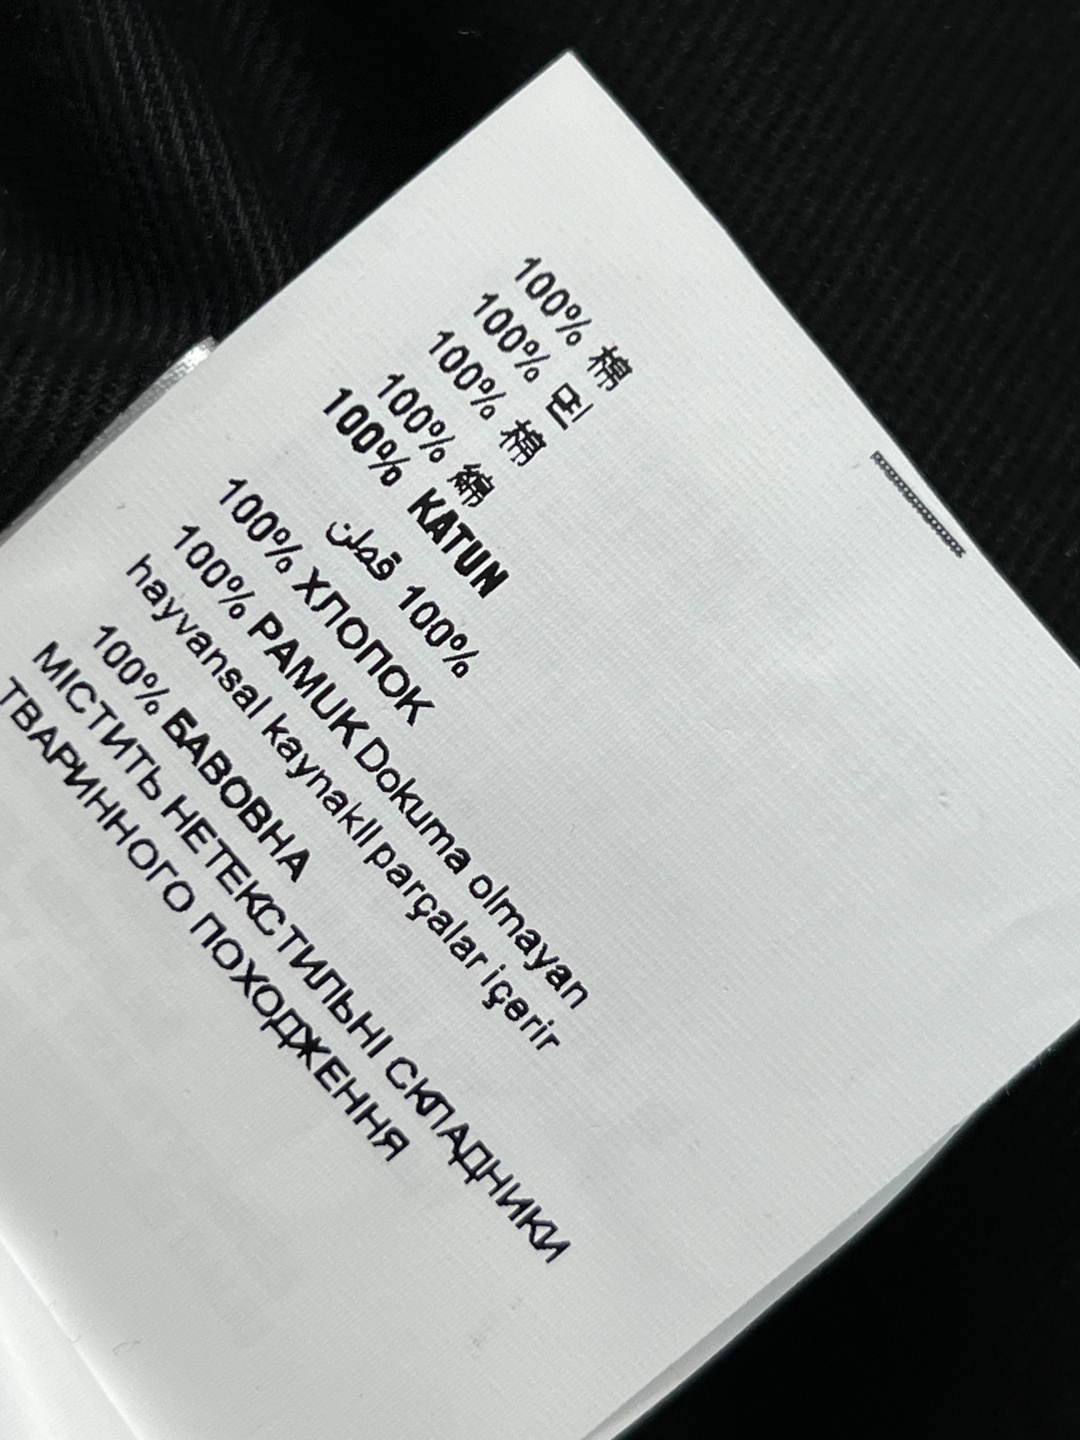 100% 棉
100% 면
100% 棉
100% 綿
100% KATUN
100% قطن
100% ХЛОПОК
100% PAMUK Dokuma olmayan
hayvansal kaynaklı parçalar içerir
100% БАВОВНА
МІСТИТЬ НЕТЕКСТИЛЬНІ СКЛАДНИКИ
ТВАРИННОГО ПОХОДЖЕННЯ